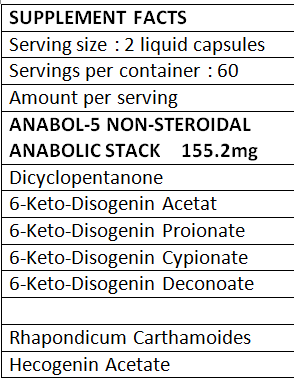 SUPPLEMENT FACTS
Serving size : 2 liquid capsules
Servings per container : 60
Amount per serving
ANABOL-5 NON-STEROIDAL
ANABOLIC STACK 155.2mg
Dicyclopentanone
6-Keto-Disogenin Acetat
6-Keto-Disogenin Proionate
6-Keto-Disogenin Cypionate
6-Keto-Disogenin Deconoate
Rhapondicum Carthamoides
Hecogenin Acetate